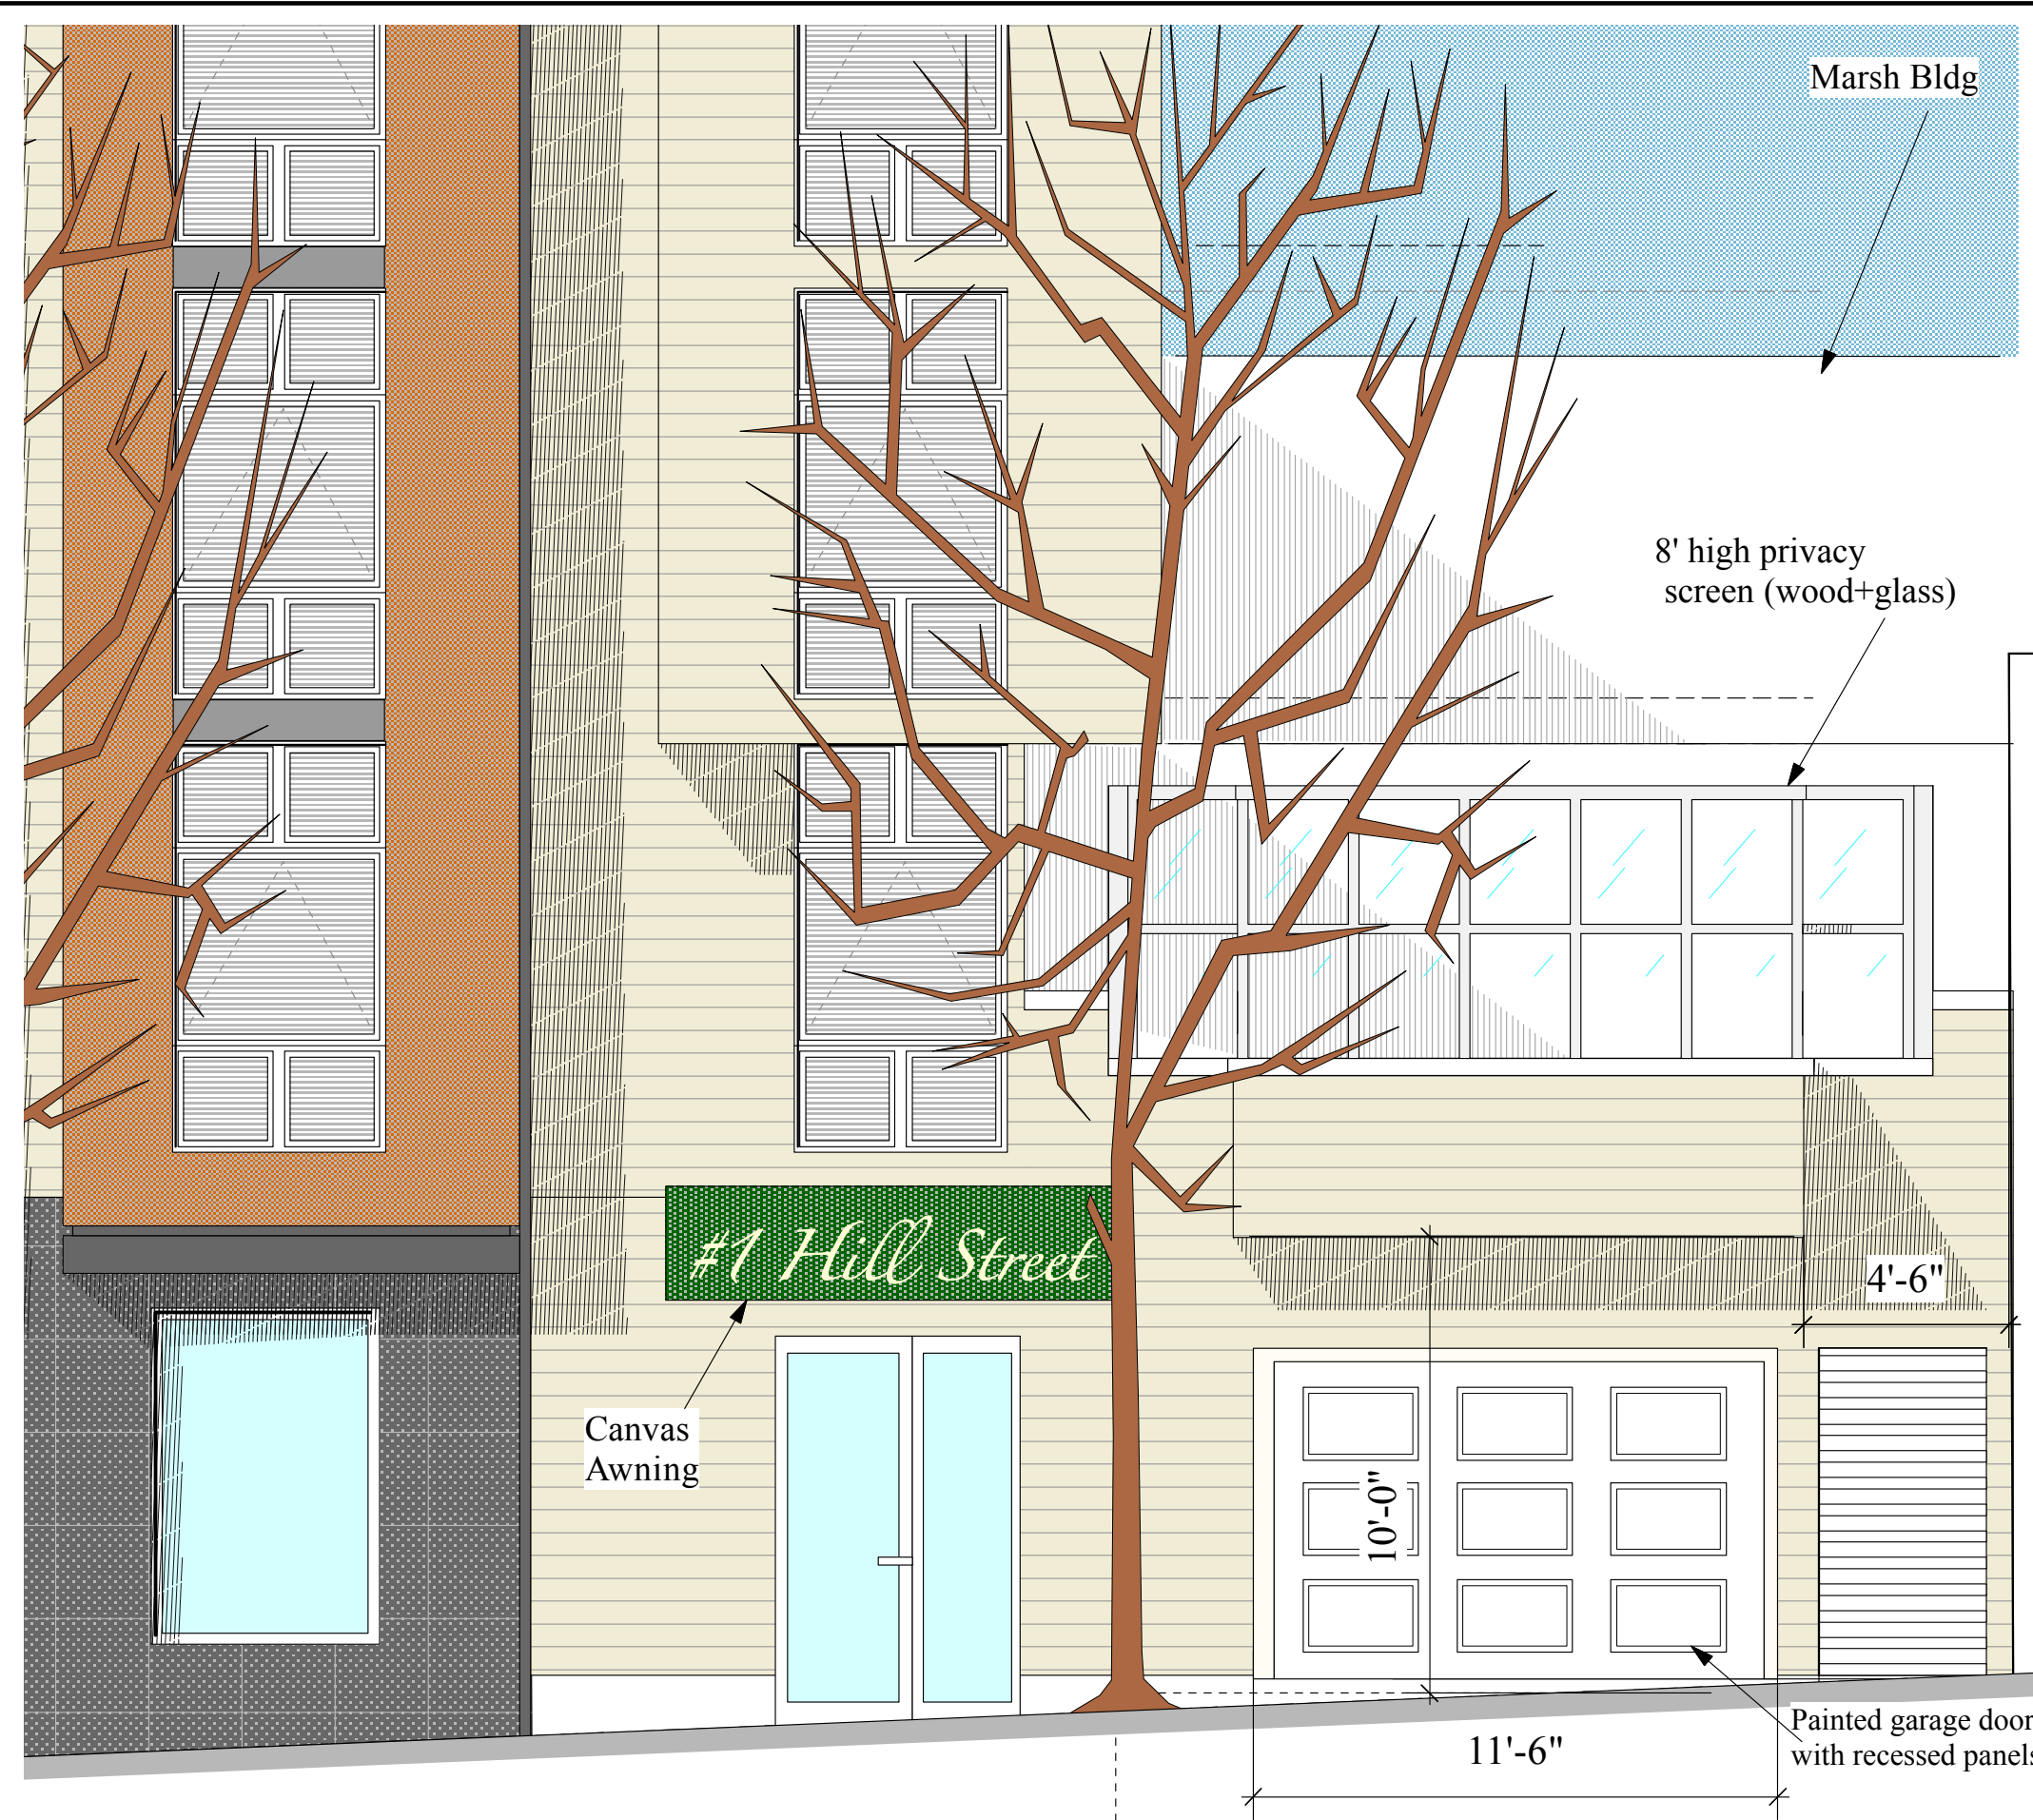 Marsh Bldg
8' high privacy
screen (wood+glass)
#1 Hill Street
4'-6"
Canvas
Awning
10'-0"
Painted garage door
with recessed panels
11'-6"